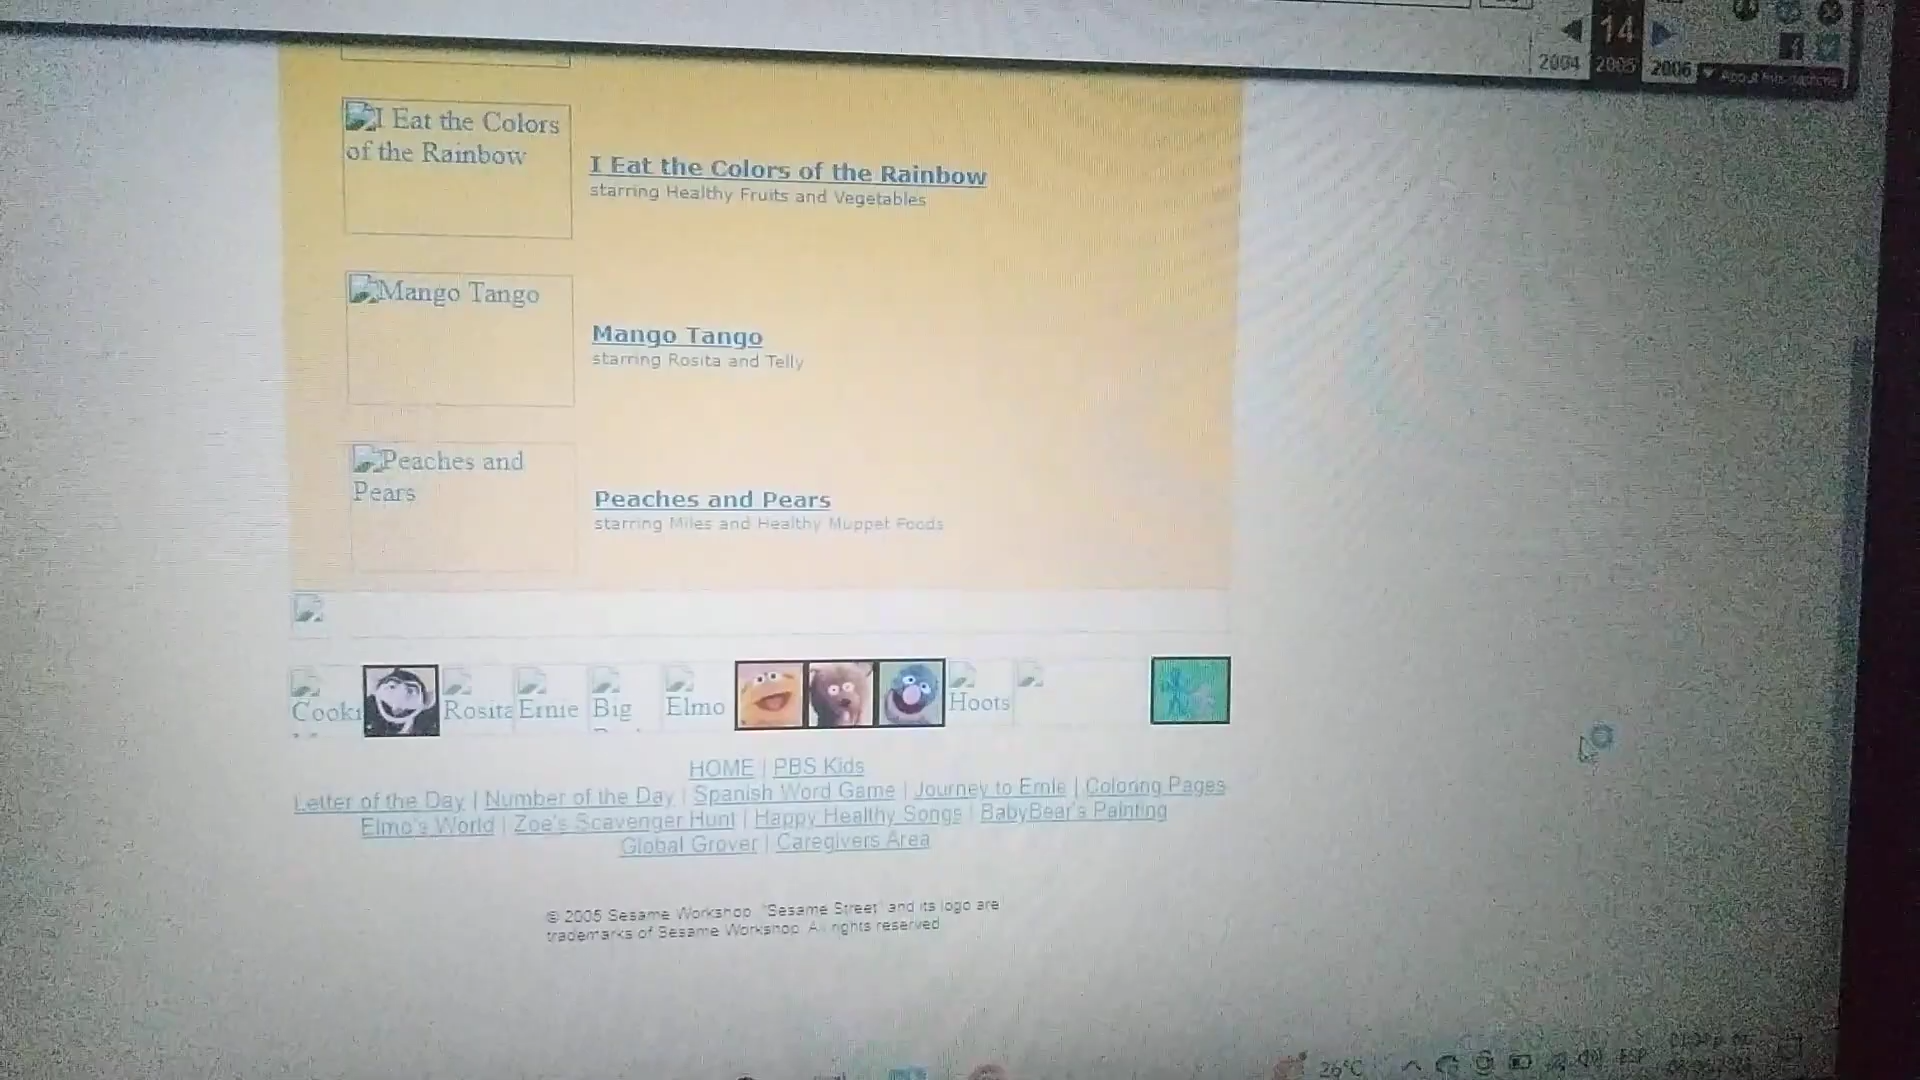 14
2004 2005 2006 About this capture
I Eat the Colors
of the Rainbow
I Eat the Colors of the Rainbow
starring Healthy Fruits and Vegetables
Mango Tango
Mango Tango
starring Rosita and Telly
Peaches and
Pears
Peaches and Pears
starring Miles and Healthy Muppet Foods
Rosita Ernie Big Elmo Hoots
HOME | PBS Kids
Letter of the Day | Number of the Day | Spanish Word Game | Journey to Ernie | Coloring Pages
Elmo's World | Zoe's Scavenger Hunt | Happy Healthy Songs | BabyBear's Painting
Global Grover | Caregivers Area
© 2005 Sesame Workshop. "Sesame Street" and its logo are
trademarks of Sesame Workshop. All rights reserved
26°C ESP